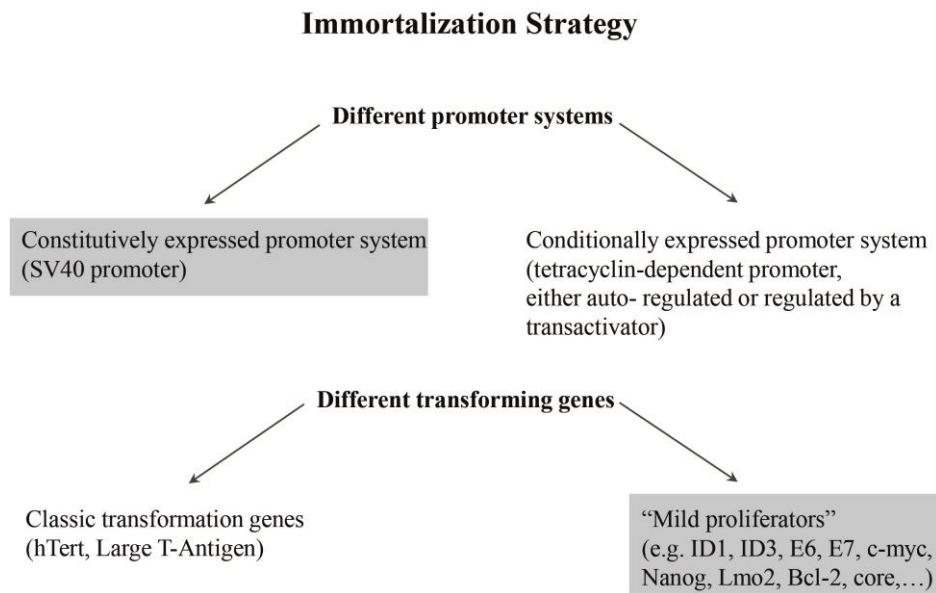 Immortalization Strategy
Different promoter systems
Constitutively expressed promoter system
(SV40 promoter)
Conditionally expressed promoter system
(tetracyclin-dependent promoter,
either auto- regulated or regulated by a
transactivator)
Different transforming genes
Classic transformation genes
(hTert, Large T-Antigen)
“Mild proliferators”
(e.g. ID1, ID3, E6, E7, c-myc,
Nanog, Lmo2, Bcl-2, core,…)